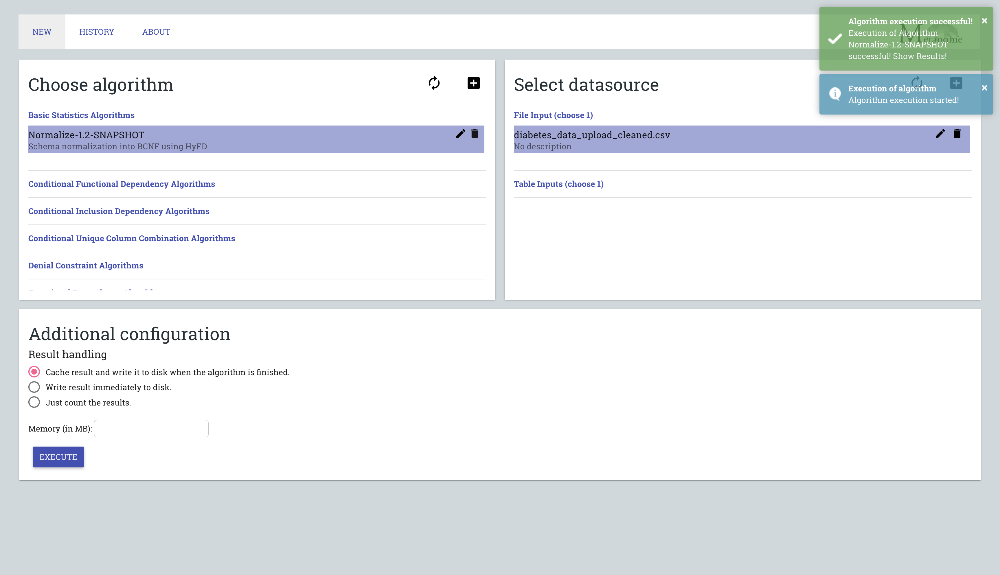 NEW
HISTORY
ABOUT
Metanome
Algorithm execution successful!
Execution of Algorithm
Normalize-1.2-SNAPSHOT
successful! Show Results!
Execution of algorithm
Algorithm execution started!
Choose algorithm
Basic Statistics Algorithms
Normalize-1.2-SNAPSHOT
Schema normalization into BCNF using HyFD
Conditional Functional Dependency Algorithms
Conditional Inclusion Dependency Algorithms
Conditional Unique Column Combination Algorithms
Denial Constraint Algorithms
Select datasource
File Input (choose 1)
diabetes_data_upload_cleaned.csv
No description
Table Inputs (choose 1)
Additional configuration
Result handling
Cache result and write it to disk when the algorithm is finished.
Write result immediately to disk.
Just count the results.
Memory (in MB):
EXECUTE